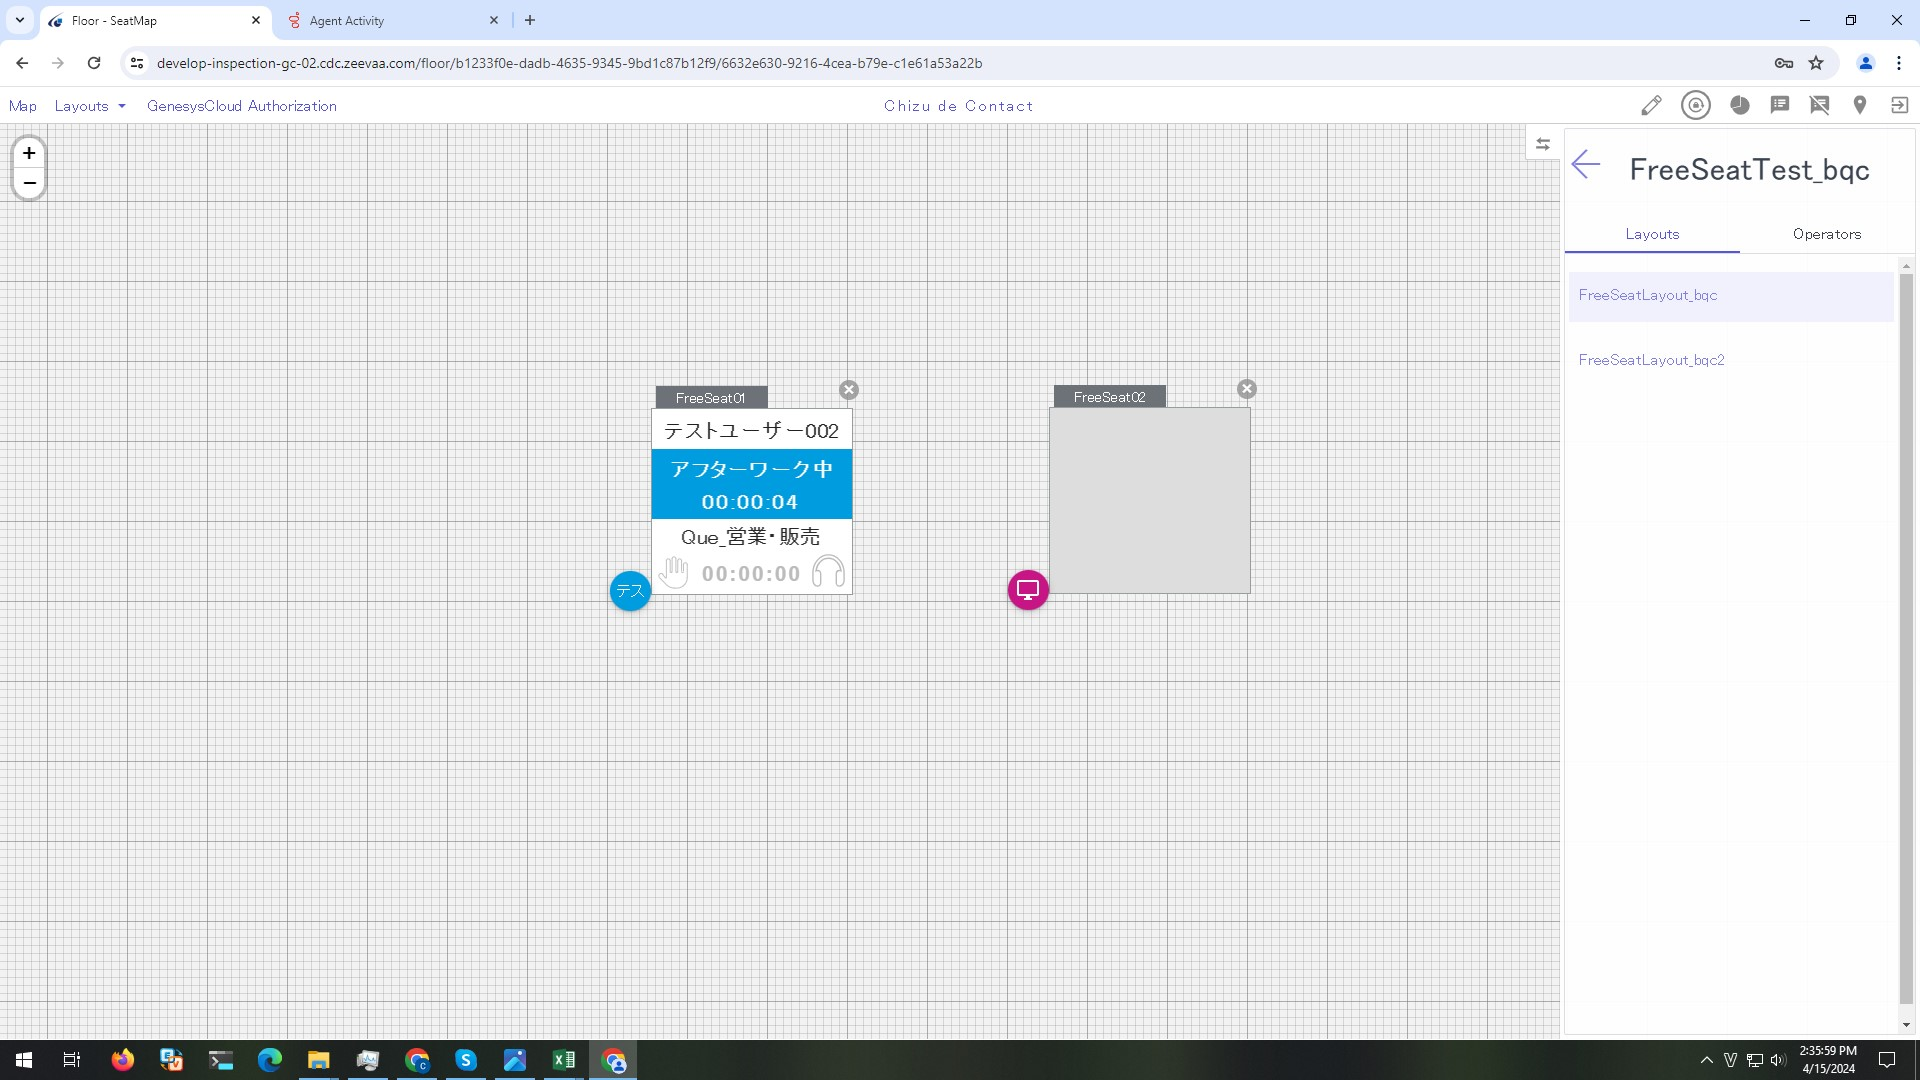 Floor - SeatMap
Agent Activity
develop-inspection-gc-02.cdc.zeevaa.com/floor/b1233f0e-dadb-4635-9345-9bd1c87b12f9/6632e630-9216-4cea-b79e-c1e61a53a22b
Map Layouts GenesysCloud Authorization Chizu de Contact
+
−
FreeSeatTest_bqc
Layouts Operators
FreeSeatLayout_bqc
FreeSeatLayout_bqc2
FreeSeat01
テストユーザー002
アフターワーク中
00:00:04
Que_営業・販売
00:00:00
テス
FreeSeat02
2:35:59 PM
4/15/2024